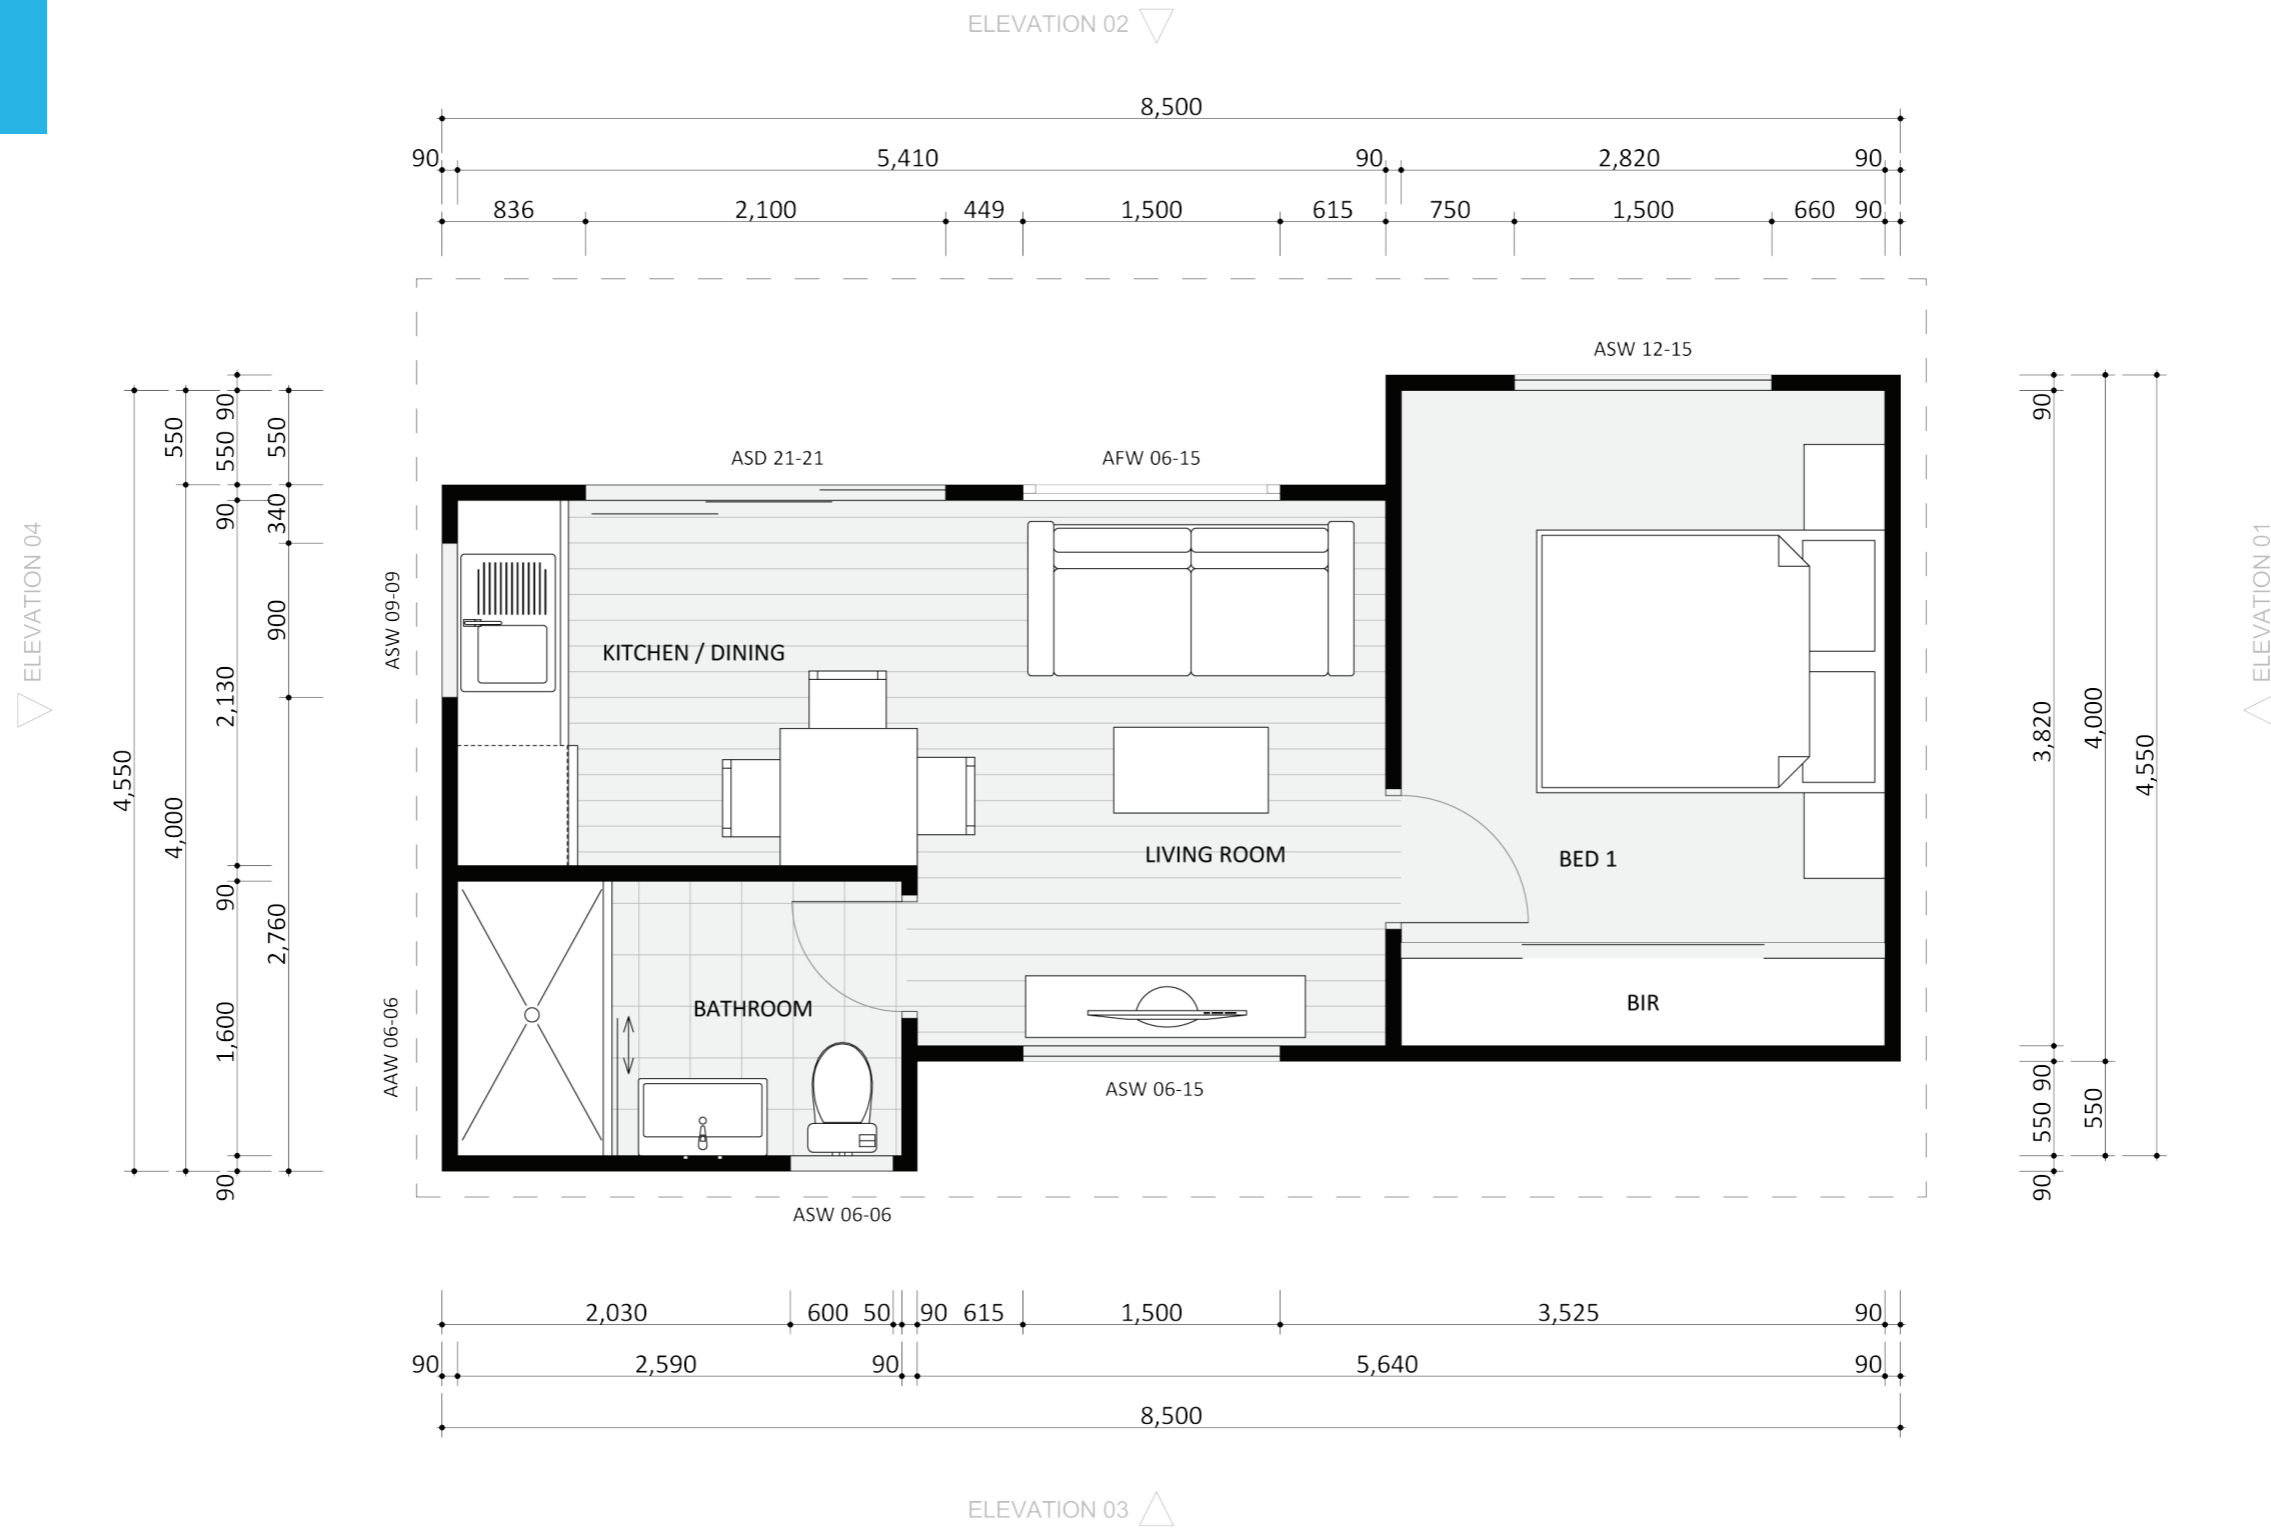 ELEVATION 02
8,500
90 5,410 90 2,820 90
836 2,100 449 1,500 615 750 1,500 660 90
ASW 12-15
ASD 21-21 AFW 06-15
ELEVATION 04
4,550
550
4,000
90
550
90
2,130
90
1,600
90
550
340
900
2,760
ASW 09-09
AAW 06-06
KITCHEN / DINING
LIVING ROOM
BED 1
BATHROOM
BIR
ASW 06-15
ASW 06-06
90
3,820
90
550
90
4,000
550
4,550
ELEVATION 01
2,030 600 50 90 615 1,500 3,525 90
90 2,590 90 5,640 90
8,500
ELEVATION 03